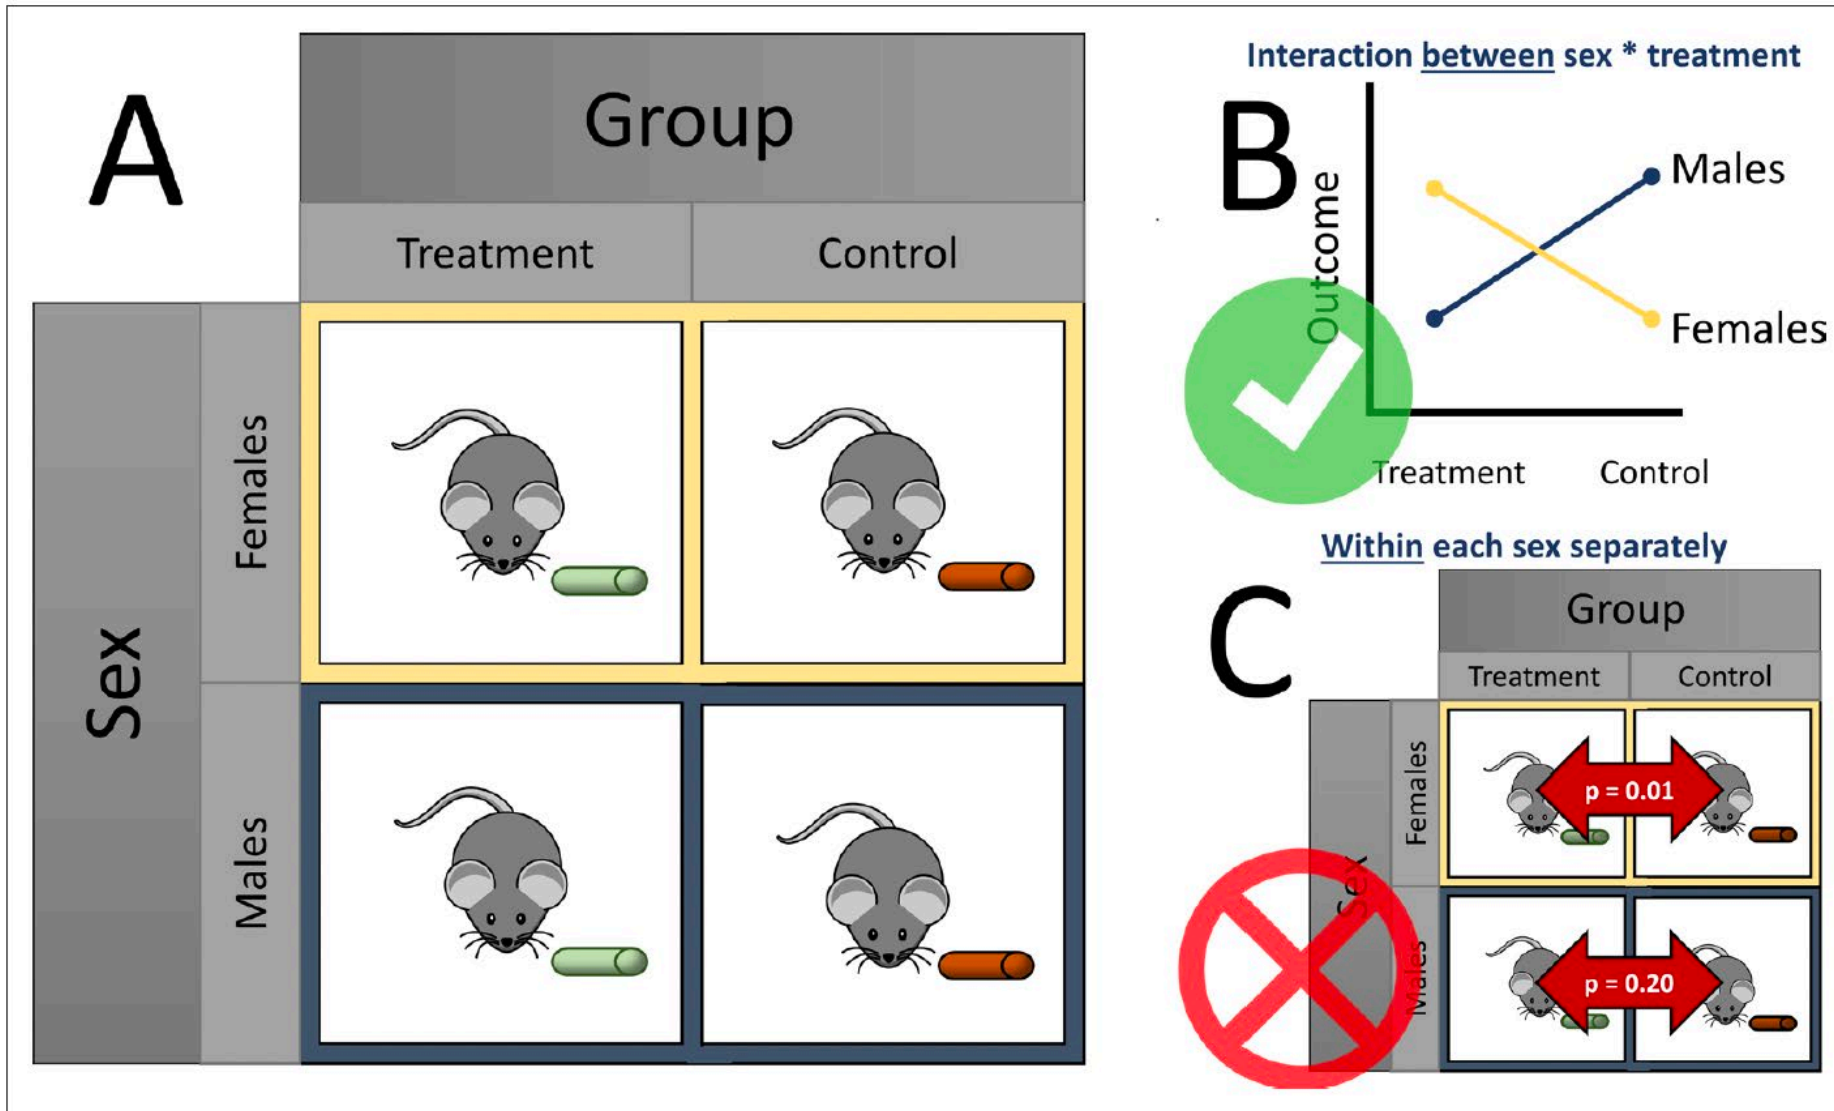 A
Group
Treatment
Control
Sex
Females
Males
Interaction between sex * treatment
B
Outcome
Males
Females
Treatment
Control
Within each sex separately
C
Group
Treatment
Control
Sex
Females
p = 0.01
Males
p = 0.20